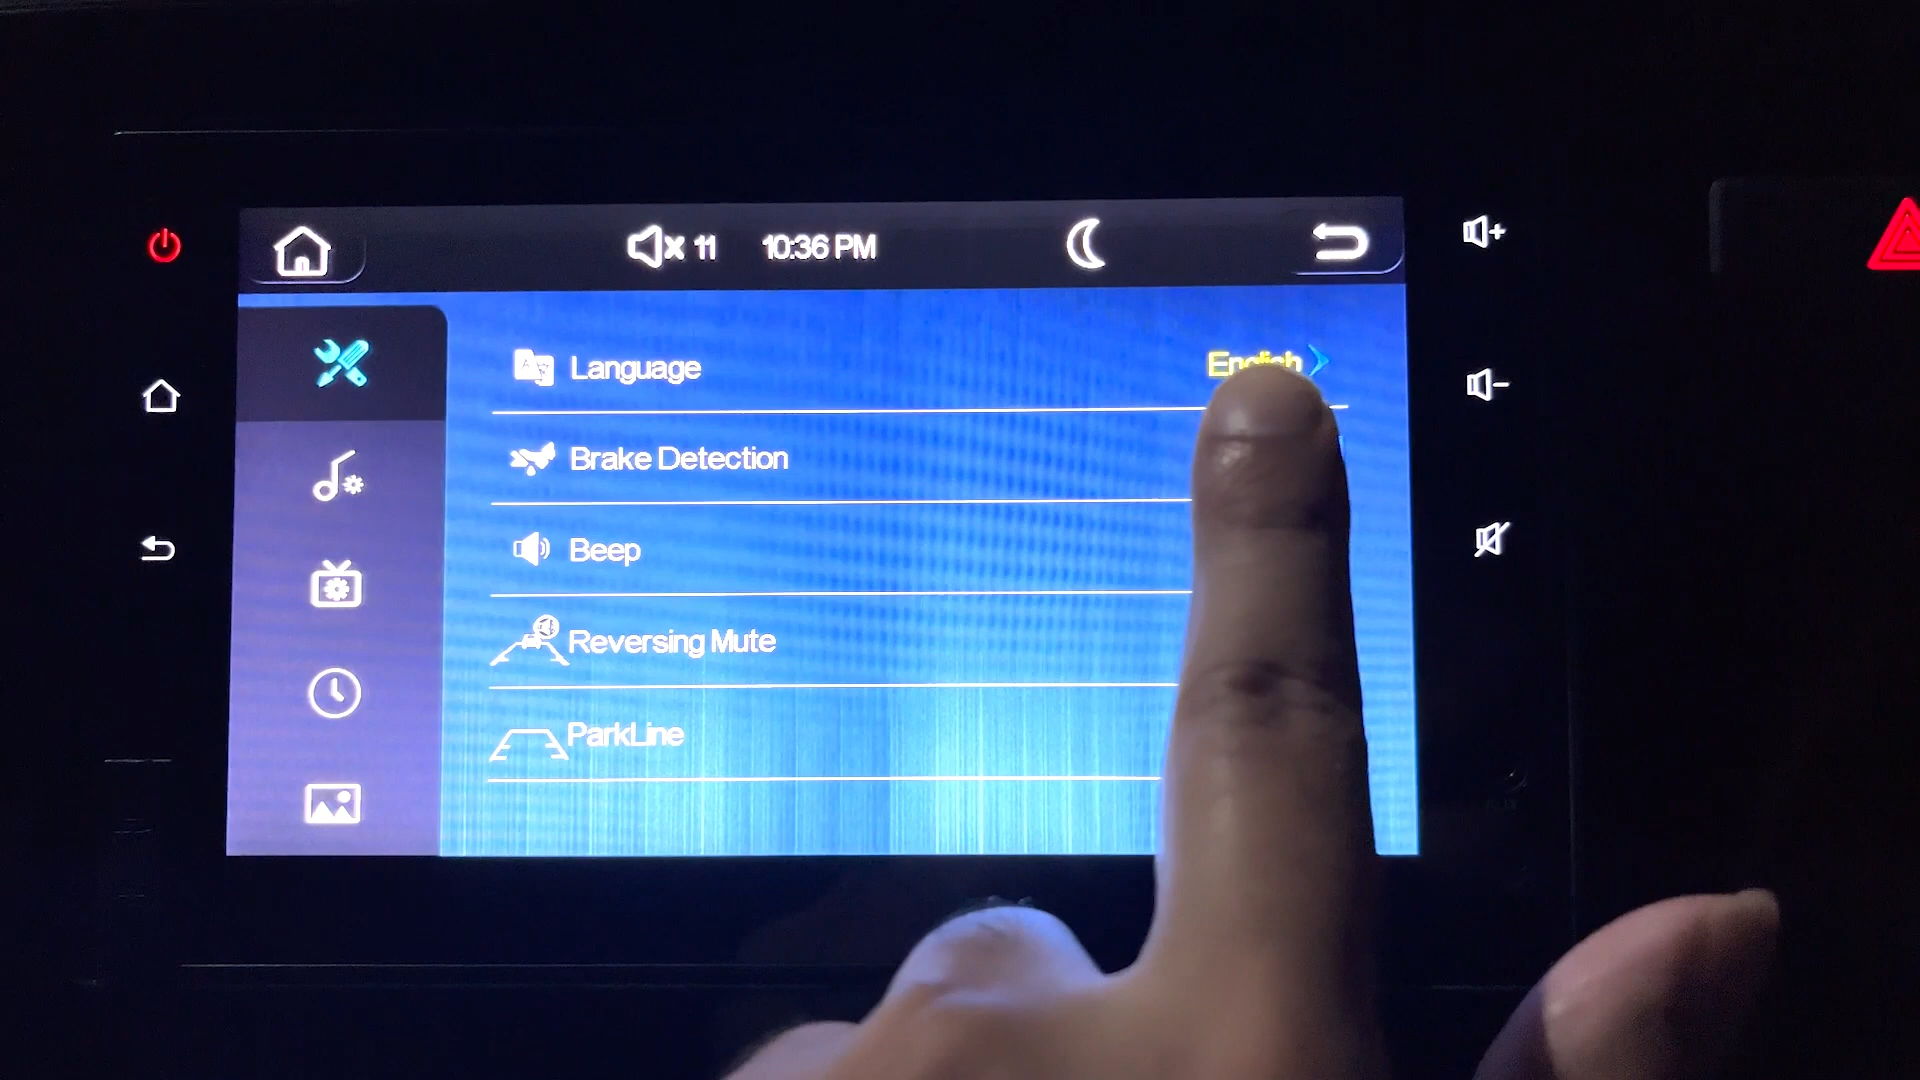 11 10:36 PM
Language English
Brake Detection
Beep
Reversing Mute
ParkLine